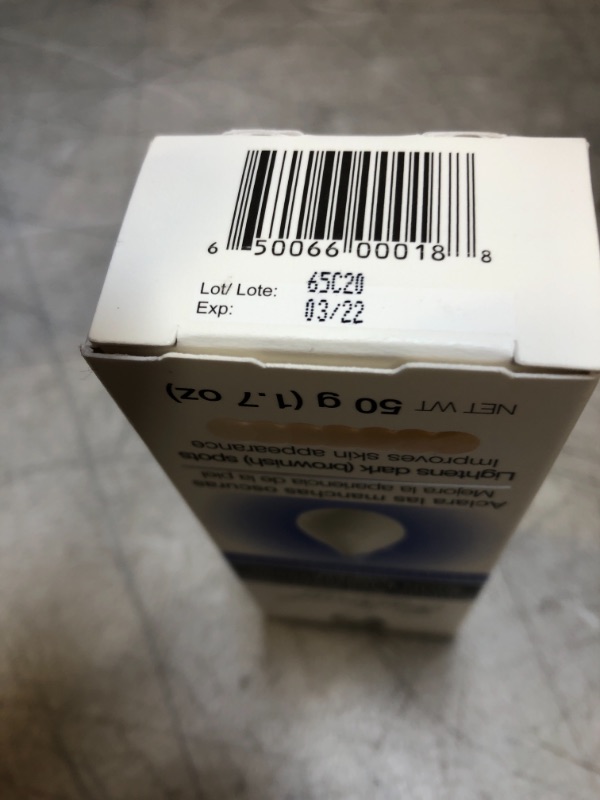 6 50066 00018 8
Lot/ Lote: 65C20
Exp: 03/22
Aclara las manchas oscuras
Mejora la apariencia de la piel
Lightens dark (brownish) spots
Improves skin appearance
NET WT 50 g (1.7 oz)